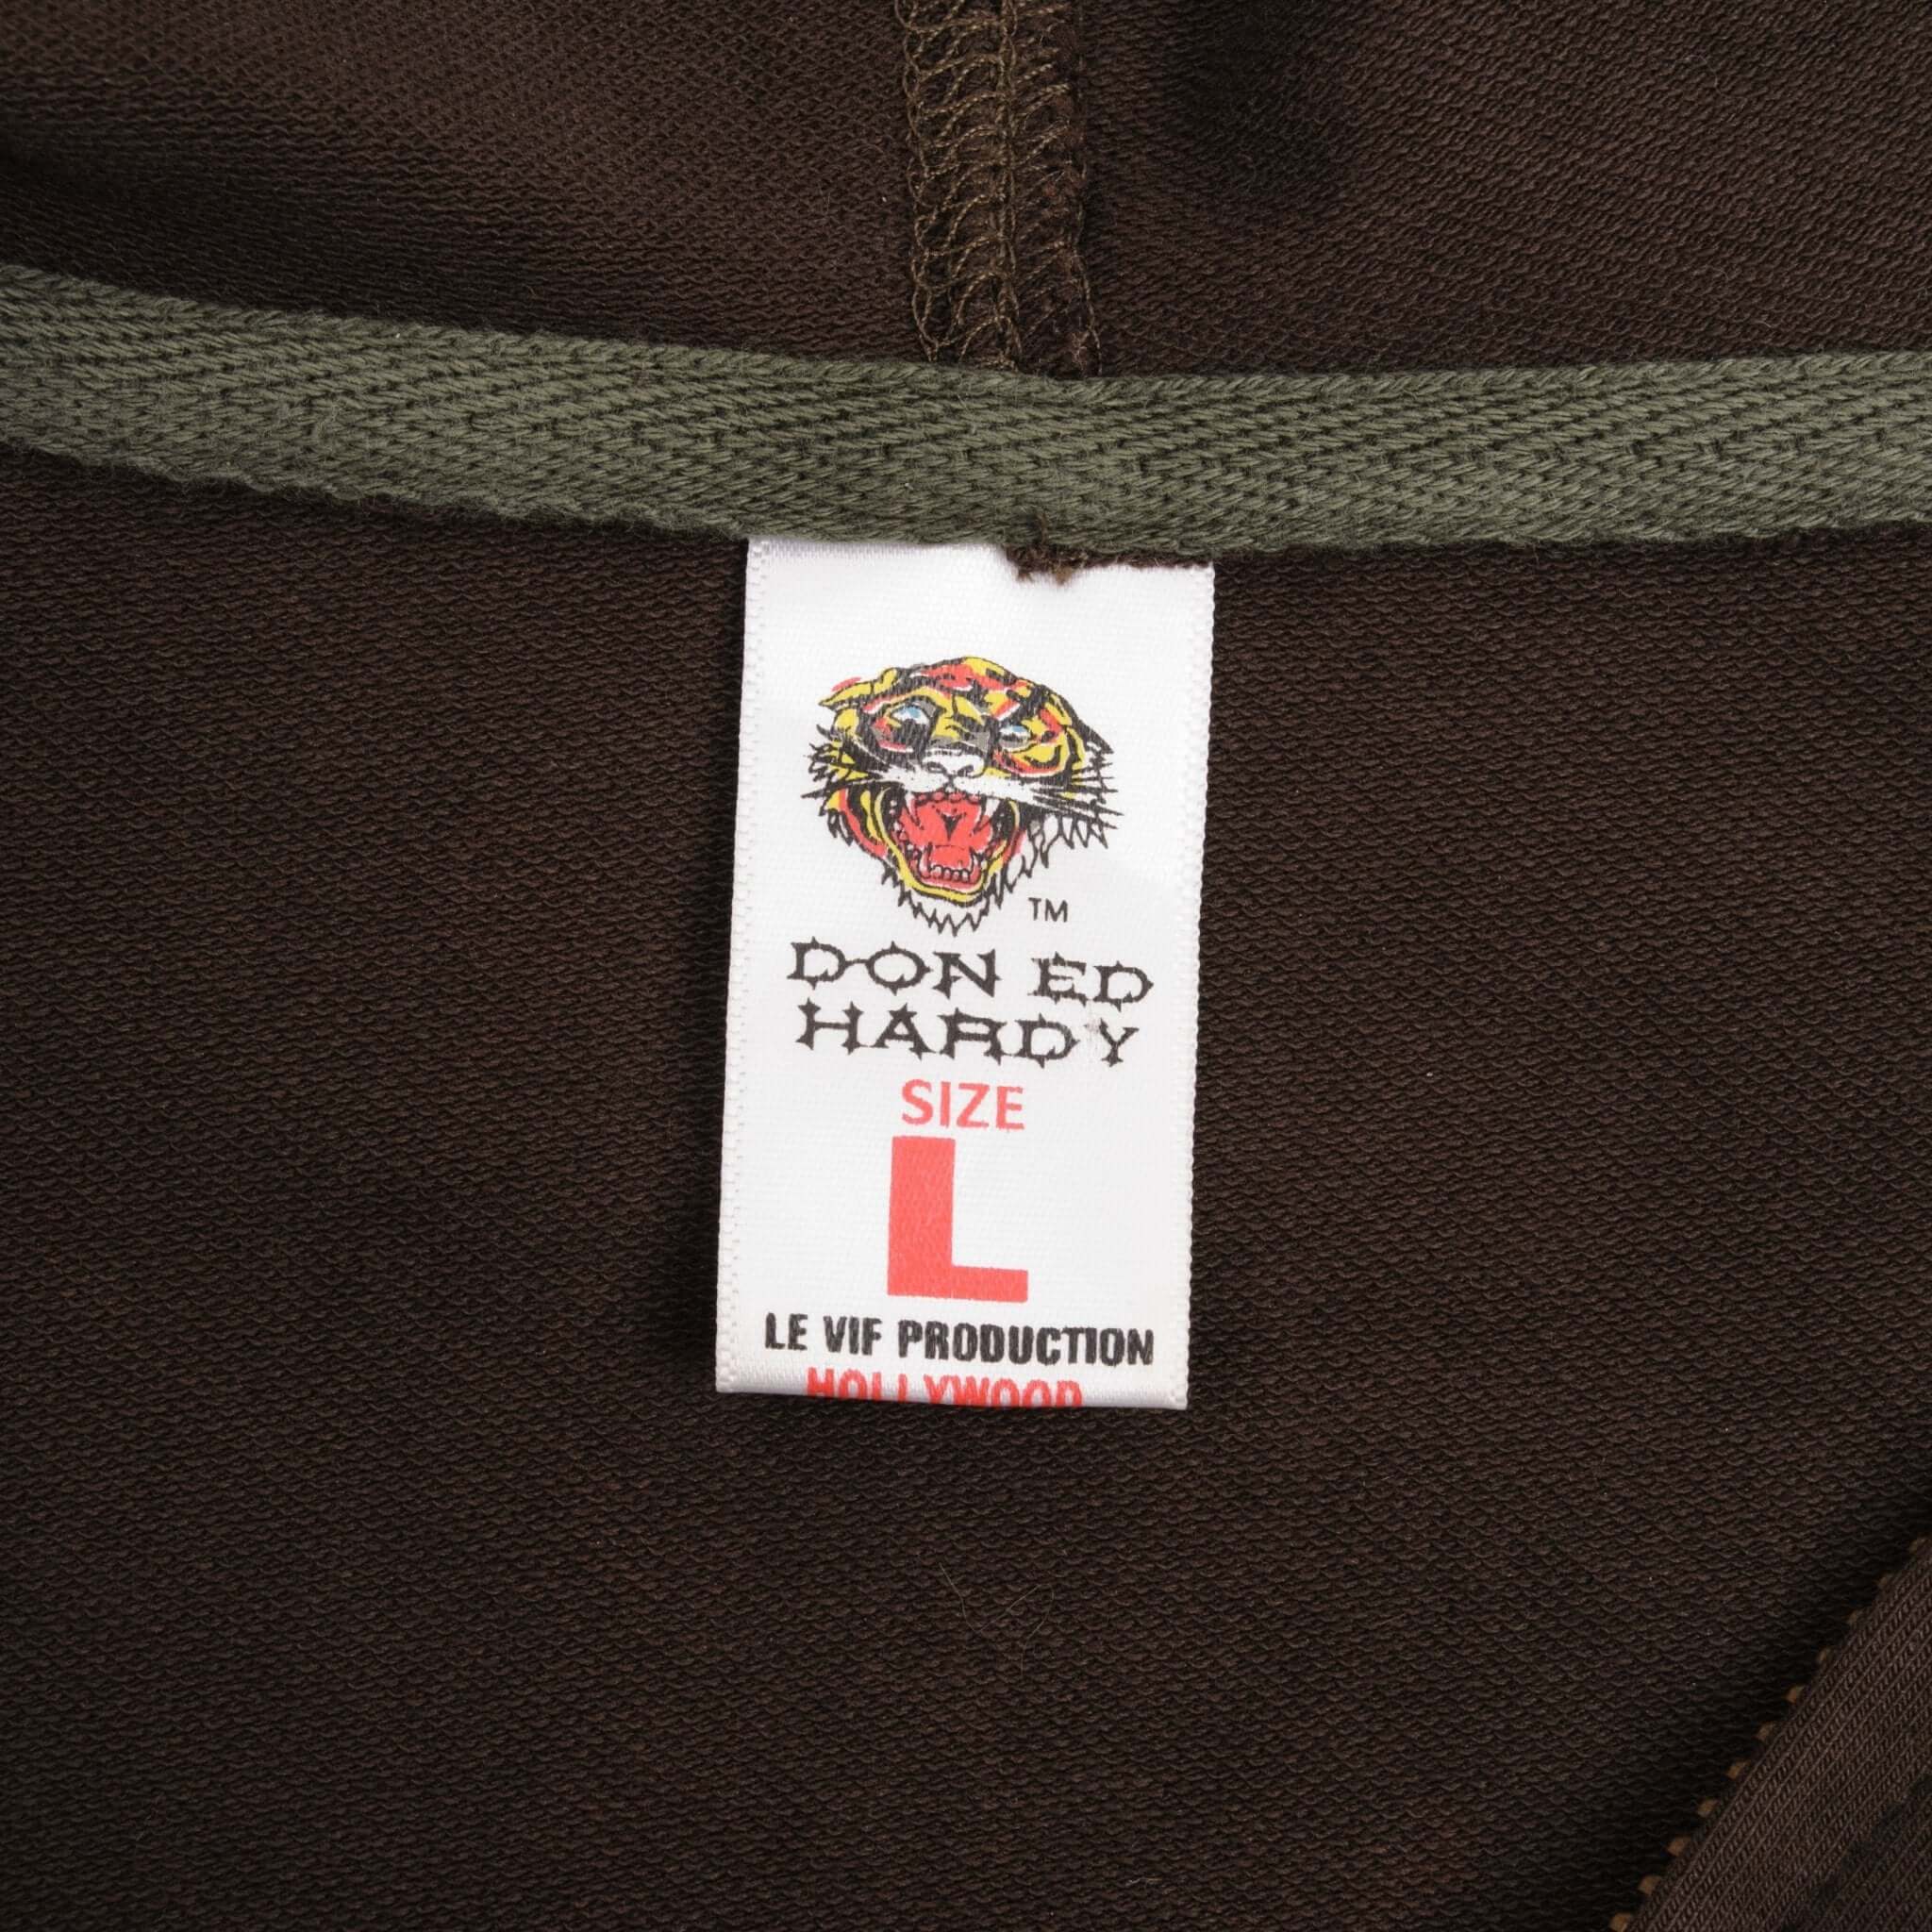 TM
DON ED
HARDY
SIZE
L
LE VIF PRODUCTION
HOLLYWOOD